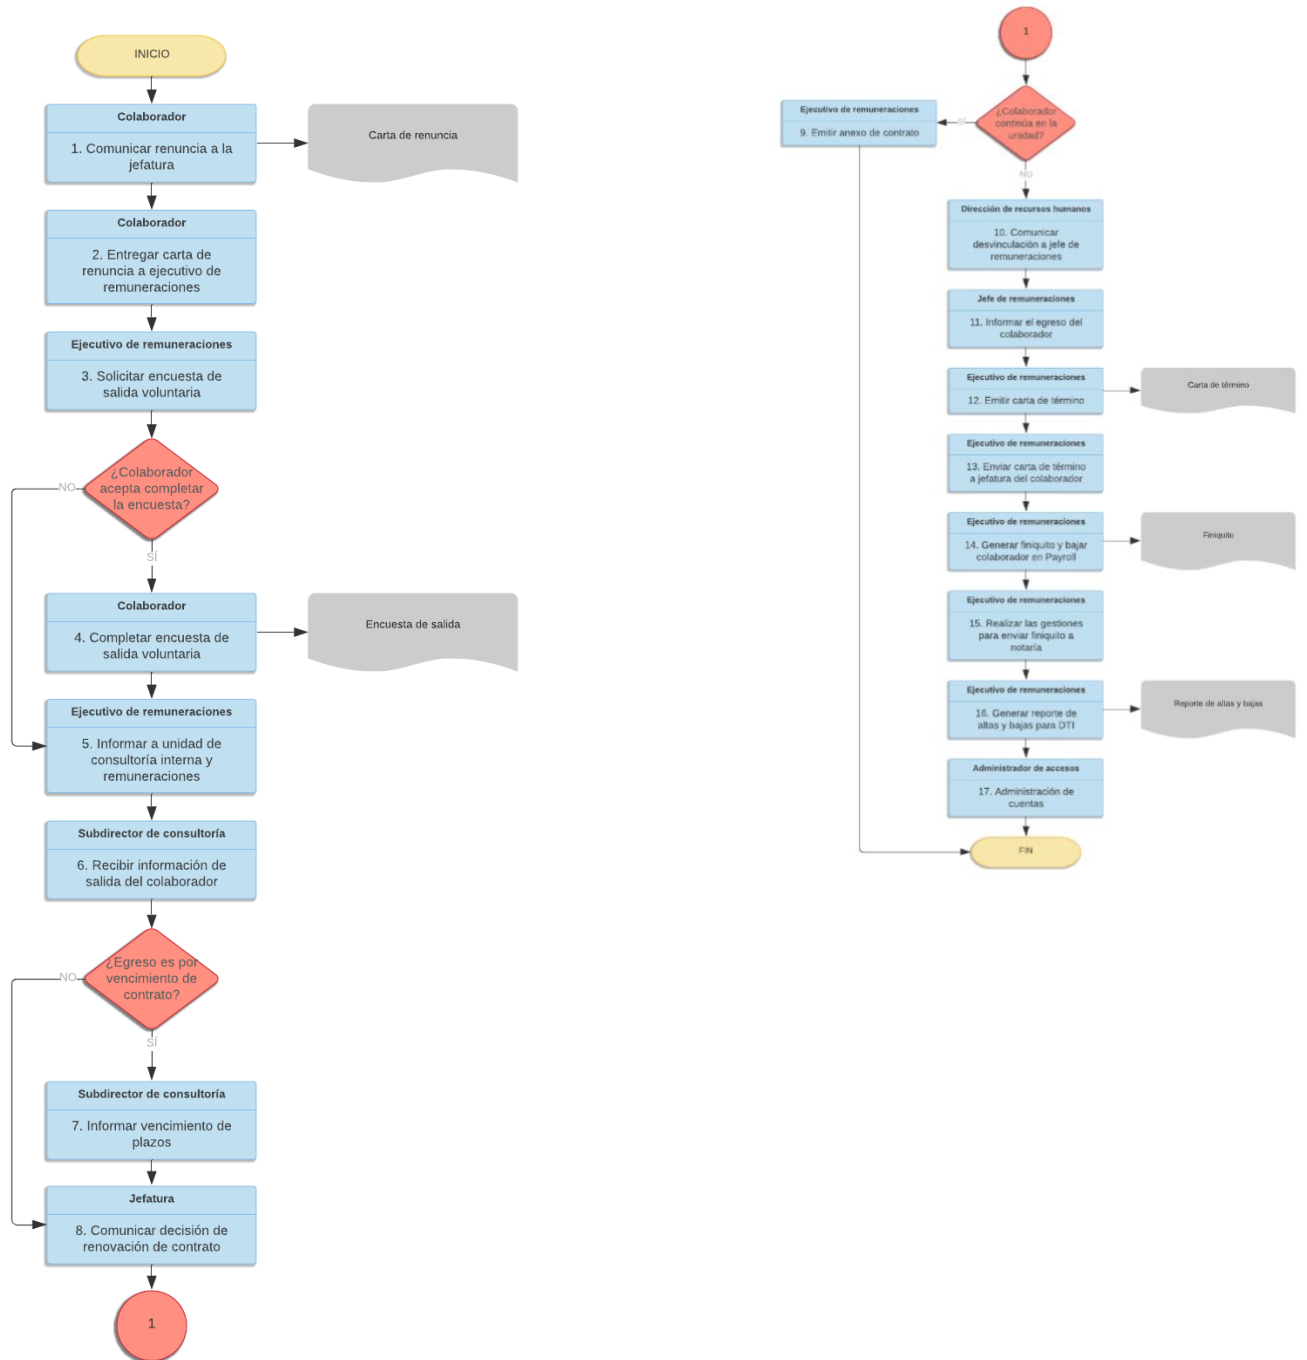 INICIO
Colaborador
1. Comunicar renuncia a la
jefatura
Carta de renuncia
Colaborador
2. Entregar carta de
renuncia a ejecutivo de
remuneraciones
Ejecutivo de remuneraciones
3. Solicitar encuesta de
salida voluntaria
¿Colaborador
acepta completar
la encuesta?
NO
SÍ
Colaborador
4. Completar encuesta de
salida voluntaria
Encuesta de salida
Ejecutivo de remuneraciones
5. Informar a unidad de
consultoría interna y
remuneraciones
Subdirector de consultoría
6. Recibir información de
salida del colaborador
¿Egreso es por
vencimiento de
contrato?
NO
SÍ
Subdirector de consultoría
7. Informar vencimiento de
plazos
Jefatura
8. Comunicar decisión de
renovación de contrato
1
1
¿Colaborador
continúa en la
unidad?
SÍ
Ejecutivo de remuneraciones
9. Emitir anexo de contrato
NO
Dirección de recursos humanos
10. Comunicar
desvinculación a jefe de
remuneraciones
Jefe de remuneraciones
11. Informar el egreso del
colaborador
Ejecutivo de remuneraciones
12. Emitir carta de término
Carta de término
Ejecutivo de remuneraciones
13. Enviar carta de término
a jefatura del colaborador
Ejecutivo de remuneraciones
14. Generar finiquito y bajar
colaborador en Payroll
Finiquito
Ejecutivo de remuneraciones
15. Realizar las gestiones
para enviar finiquito a
notaría
Ejecutivo de remuneraciones
16. Generar reporte de
altas y bajas para DTI
Reporte de altas y bajas
Administrador de accesos
17. Administración de
cuentas
FIN